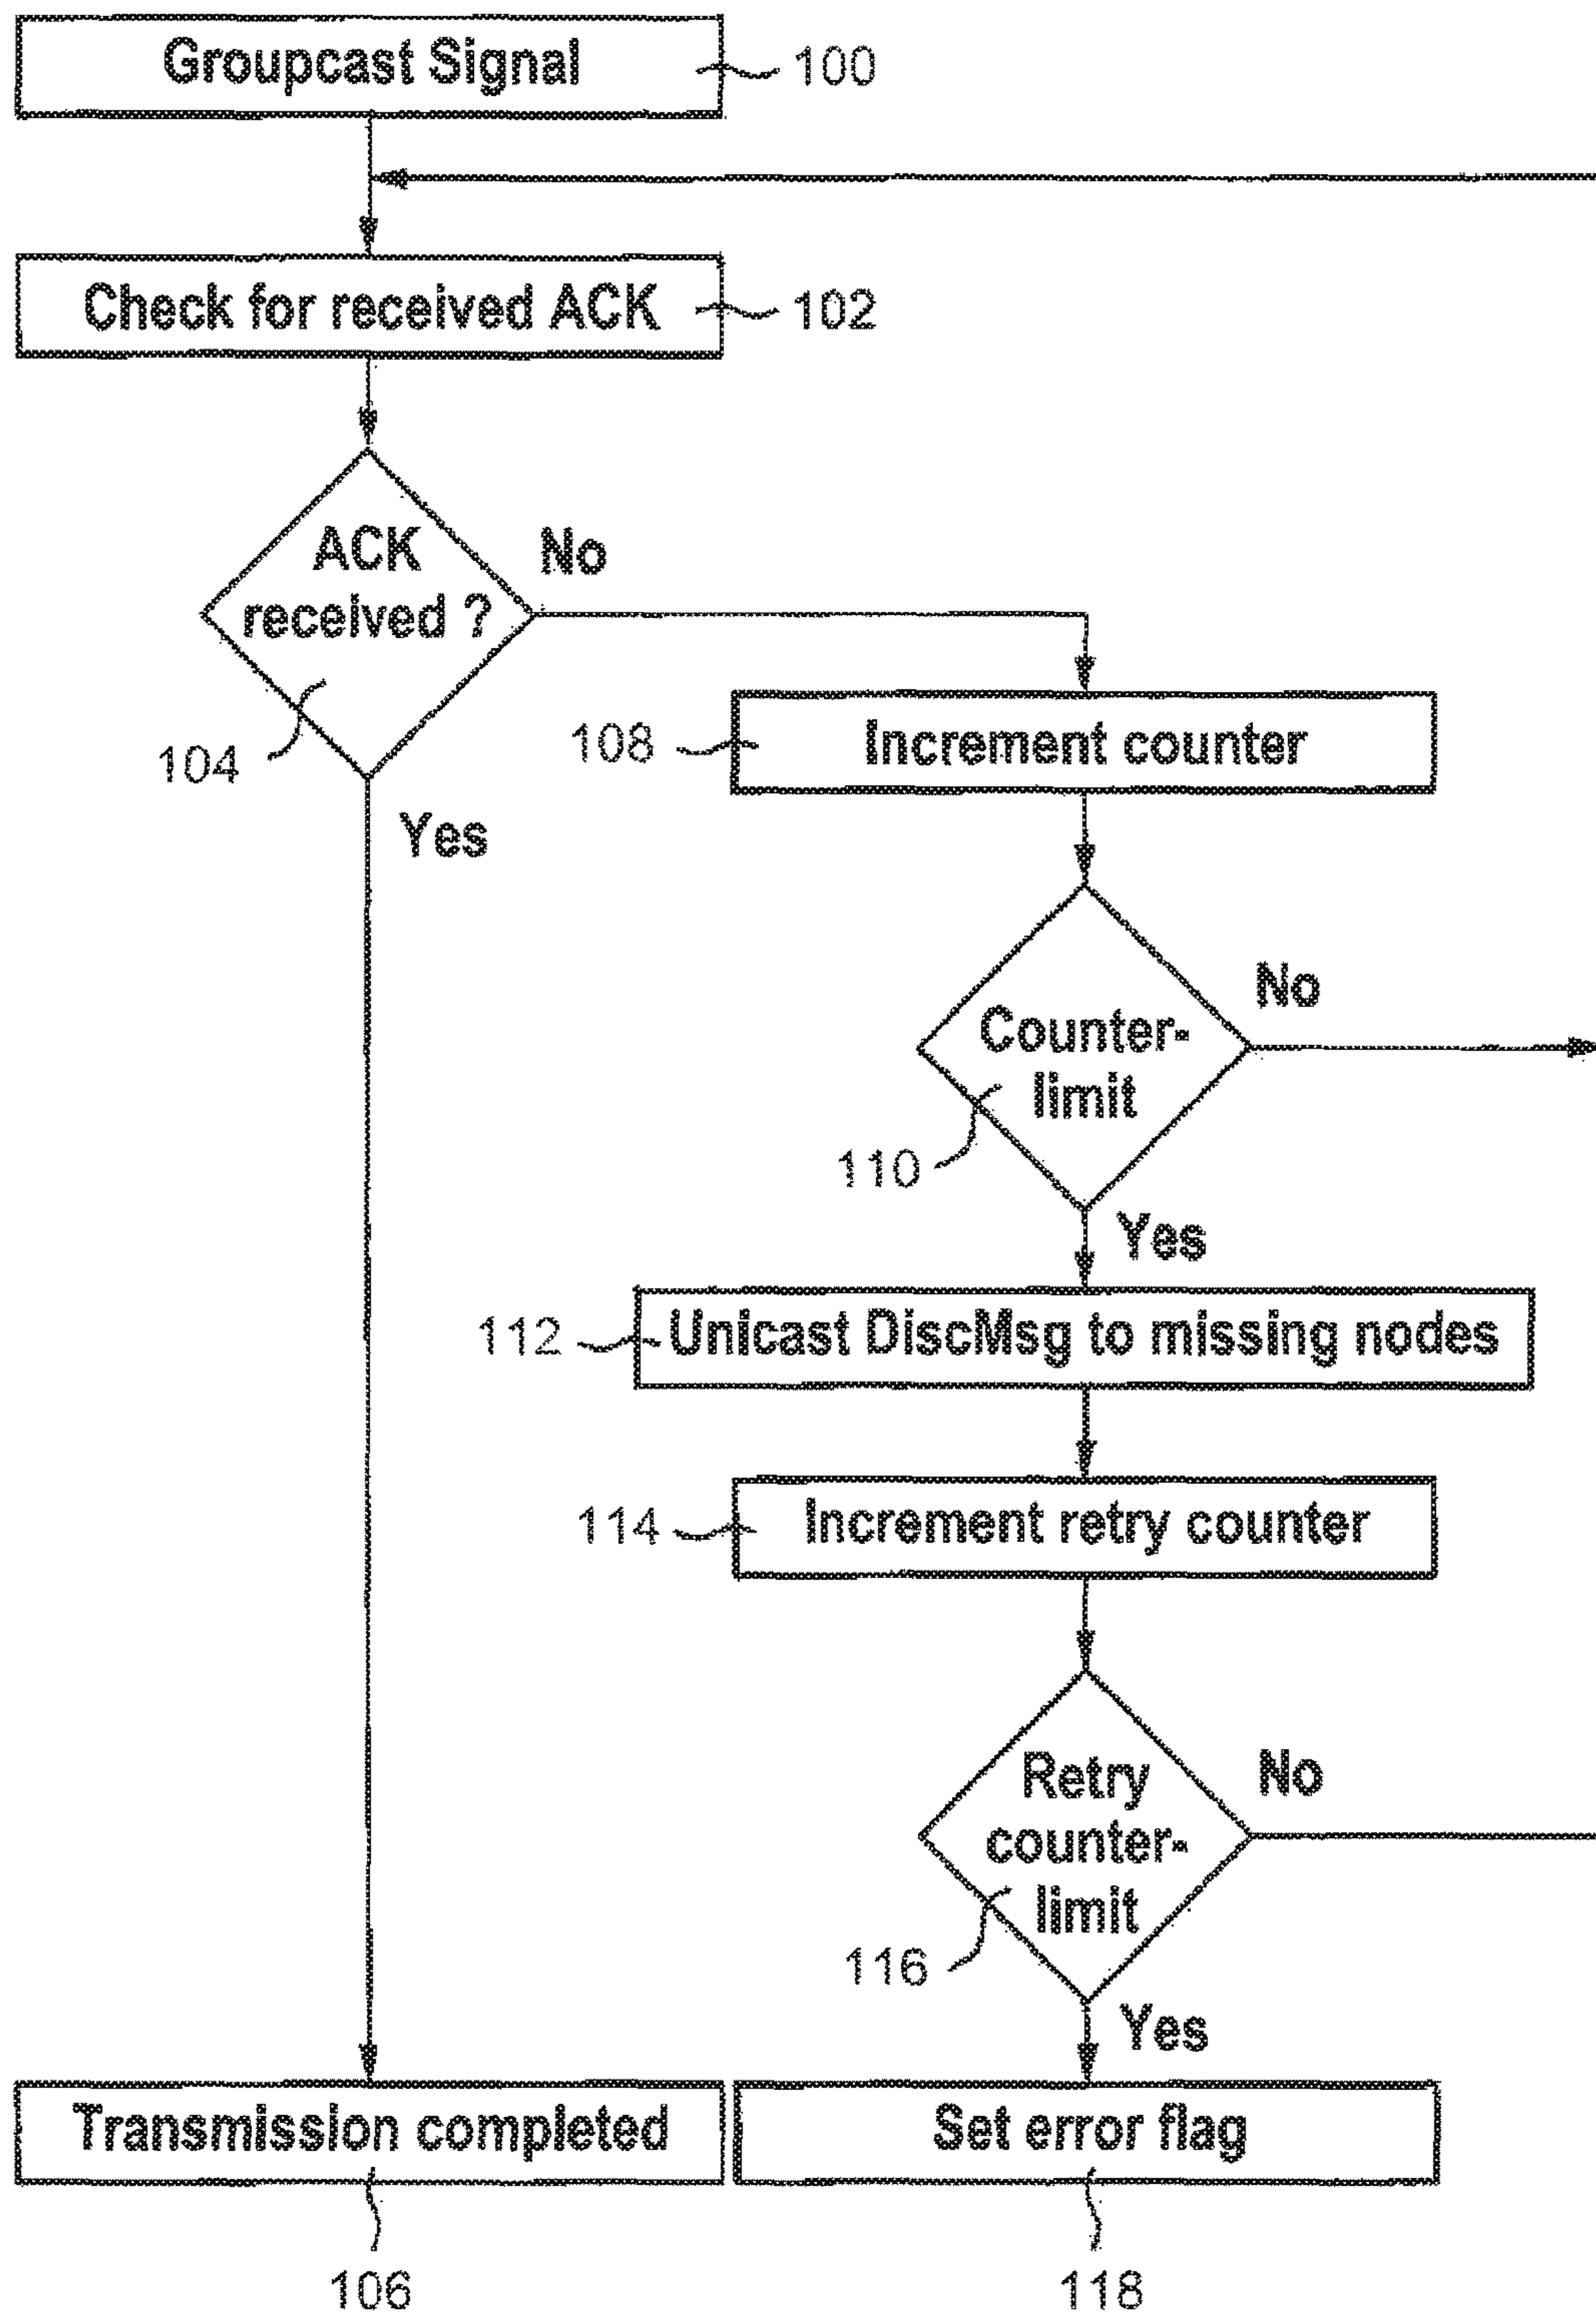 Groupcast Signal
100
Check for received ACK
102
ACK
received ?
No
104
Yes
108
Increment counter
Counter-
limit
No
110
Yes
112
Unicast DiscMsg to missing nodes
114
Increment retry counter
Retry
counter-
limit
No
116
Yes
Transmission completed
Set error flag
106
118